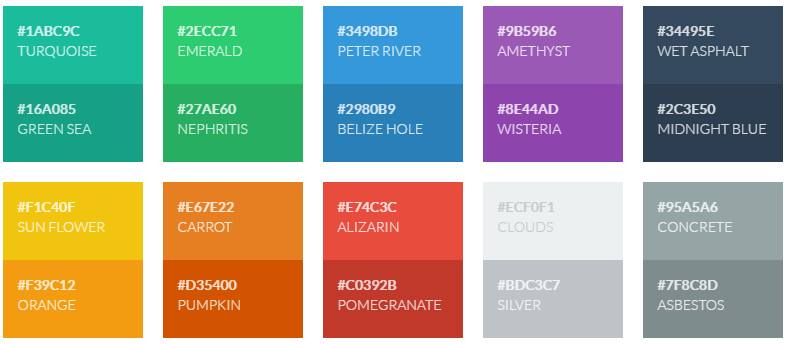 #1ABC9C
TURQUOISE
#16A085
GREEN SEA
#2ECC71
EMERALD
#27AE60
NEPHRITIS
#3498DB
PETER RIVER
#2980B9
BELIZE HOLE
#9B59B6
AMETHYST
#8E44AD
WISTERIA
#34495E
WET ASPHALT
#2C3E50
MIDNIGHT BLUE
#F1C40F
SUN FLOWER
#F39C12
ORANGE
#E67E22
CARROT
#D35400
PUMPKIN
#E74C3C
ALIZARIN
#C0392B
POMEGRANATE
#ECF0F1
CLOUDS
#BDC3C7
SILVER
#95A5A6
CONCRETE
#7F8C8D
ASBESTOS